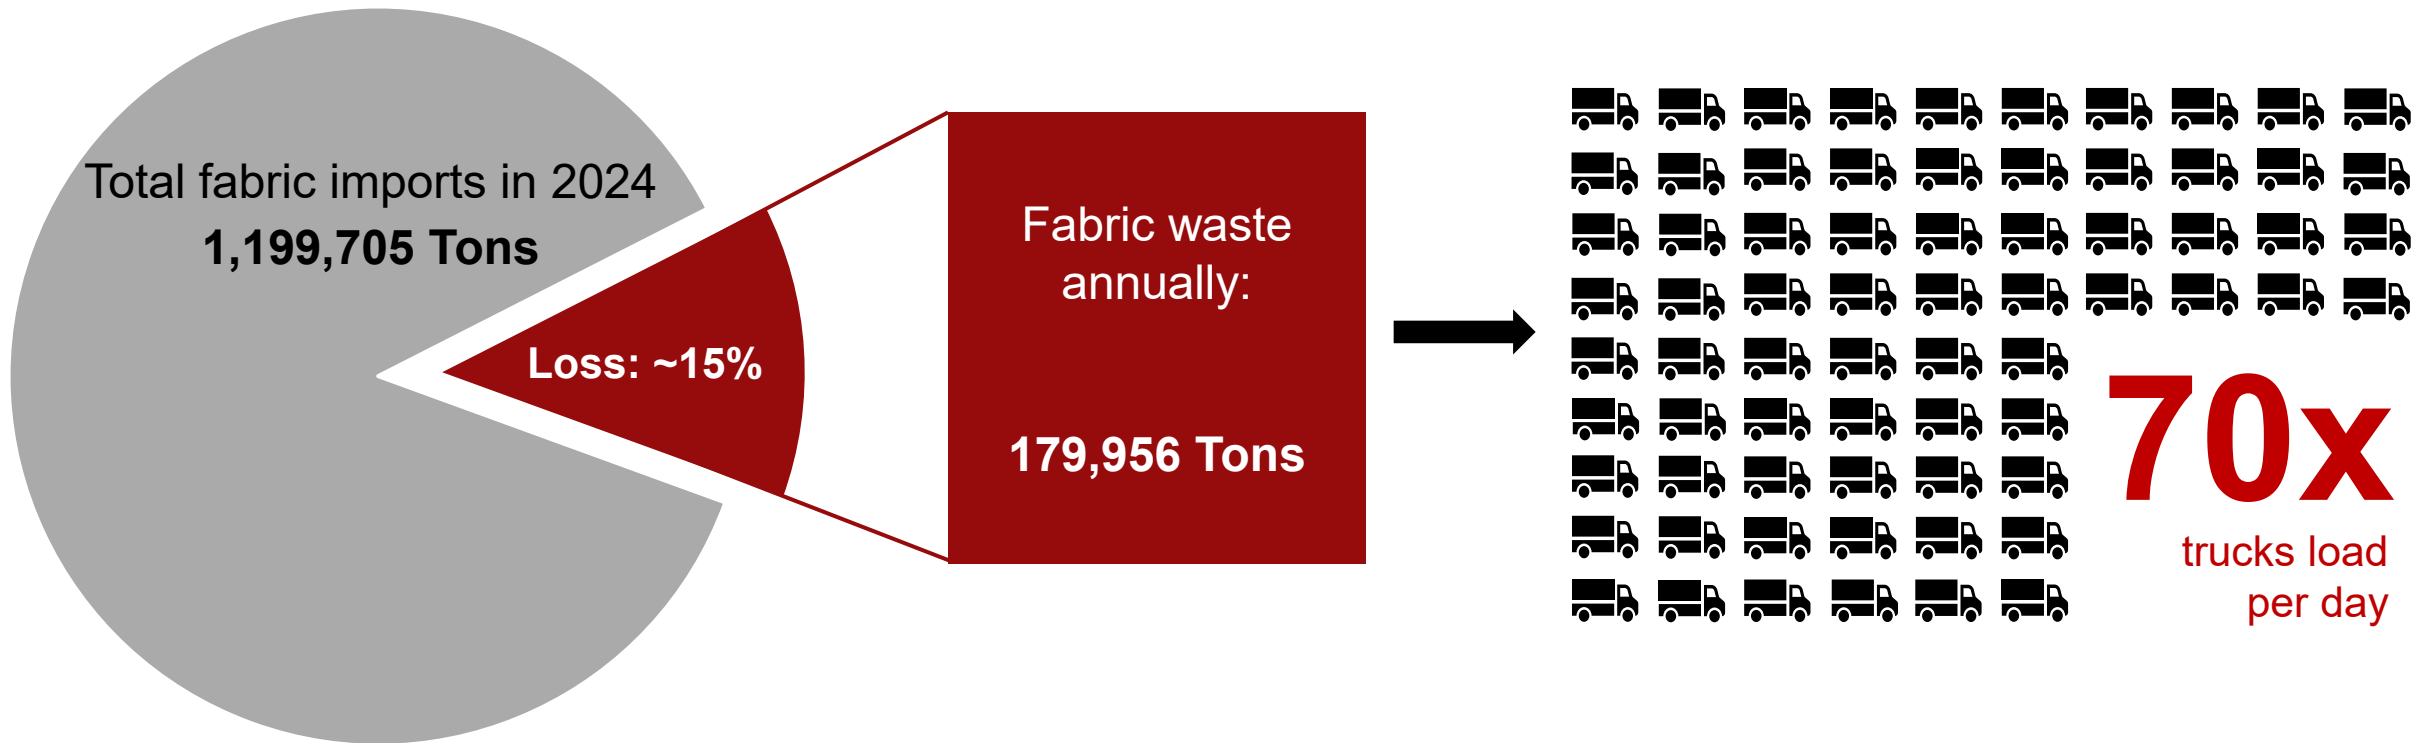 Total fabric imports in 2024
1,199,705 Tons
Loss: ~15%
Fabric waste
annually:
179,956 Tons
70x
trucks load
per day